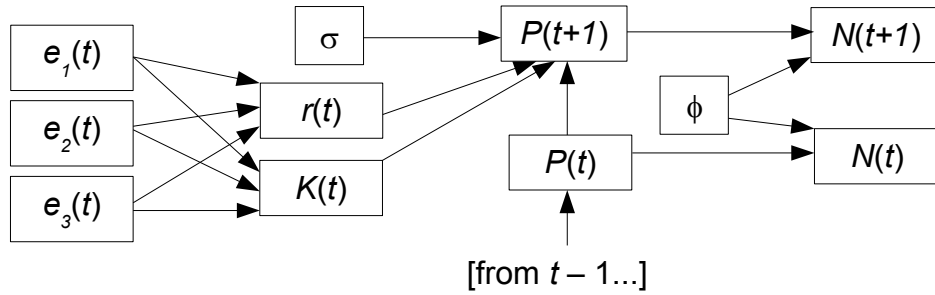 e₁(t)
e₂(t)
e₃(t)
σ
r(t)
K(t)
P(t+1)
P(t)
[from t – 1...]
ϕ
N(t+1)
N(t)